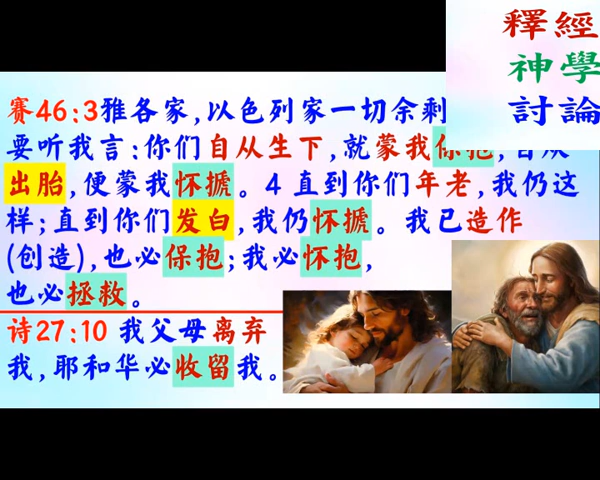 釋經
神學
討論
賽46:3雅各家,以色列家一切余剩
要听我言:你们自从生下,就蒙我保抱,自从
出胎,便蒙我怀搋。4 直到你们年老,我仍这
样;直到你们发白,我仍怀搋。我已造作
(创造),也必保抱;我必怀抱,
也必拯救。
诗27:10 我父母离弃
我,耶和华必收留我。